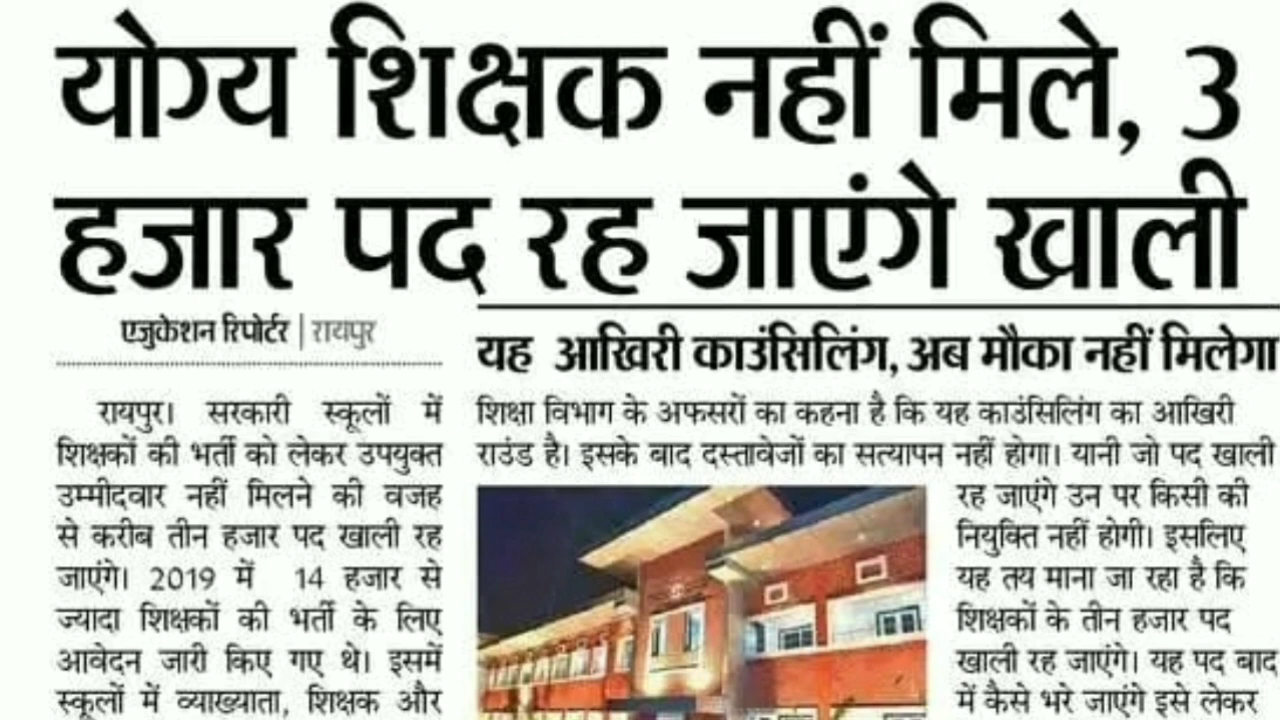 योग्य शिक्षक नहीं मिले, 3
हजार पद रह जाएंगे खाली
एजुकेशन रिपोर्टर | रायपुर
रायपुर। सरकारी स्कूलों में
शिक्षकों की भर्ती को लेकर उपयुक्त
उम्मीदवार नहीं मिलने की वजह
से करीब तीन हजार पद खाली रह
जाएंगे। 2019 में 14 हजार से
ज्यादा शिक्षकों की भर्ती के लिए
आवेदन जारी किए गए थे। इसमें
स्कूलों में व्याख्याता, शिक्षक और
यह आखिरी काउंसिलिंग, अब मौका नहीं मिलेगा
शिक्षा विभाग के अफसरों का कहना है कि यह काउंसिलिंग का आखिरी
राउंड है। इसके बाद दस्तावेजों का सत्यापन नहीं होगा। यानी जो पद खाली
रह जाएंगे उन पर किसी की
नियुक्ति नहीं होगी। इसलिए
यह तय माना जा रहा है कि
शिक्षकों के तीन हजार पद
खाली रह जाएंगे। यह पद बाद
में कैसे भरे जाएंगे इसे लेकर